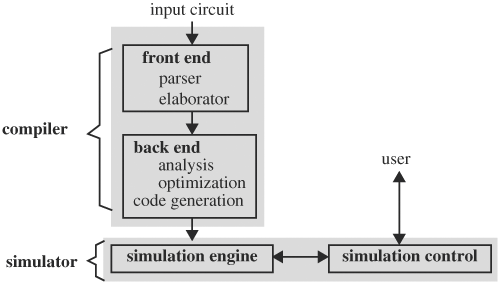 input circuit
front end
parser
elaborator
compiler
back end
analysis
optimization
code generation
user
simulator
simulation engine
simulation control